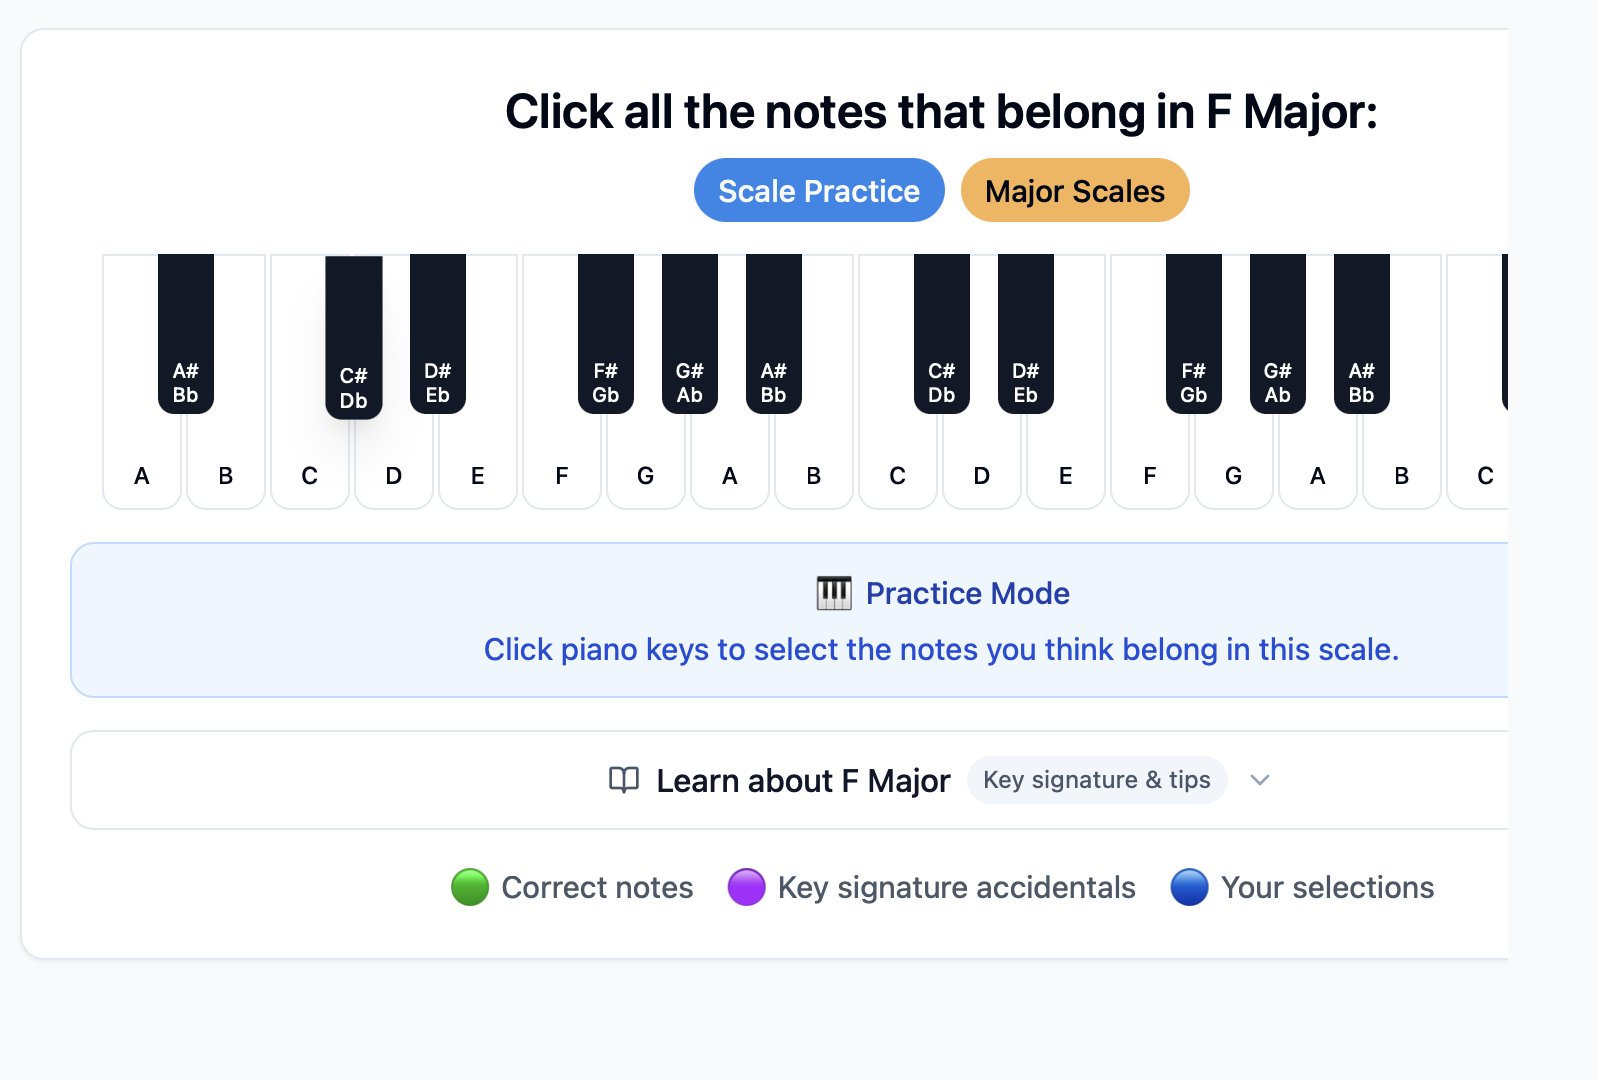 Click all the notes that belong in F Major:
Scale Practice Major Scales
A# C# D# F# G# A# C# D# F# G# A#
Bb Db Eb Gb Ab Bb Db Eb Gb Ab Bb
A B C D E F G A B C D E F G A B C
Practice Mode
Click piano keys to select the notes you think belong in this scale.
Learn about F Major Key signature & tips
Correct notes Key signature accidentals Your selections